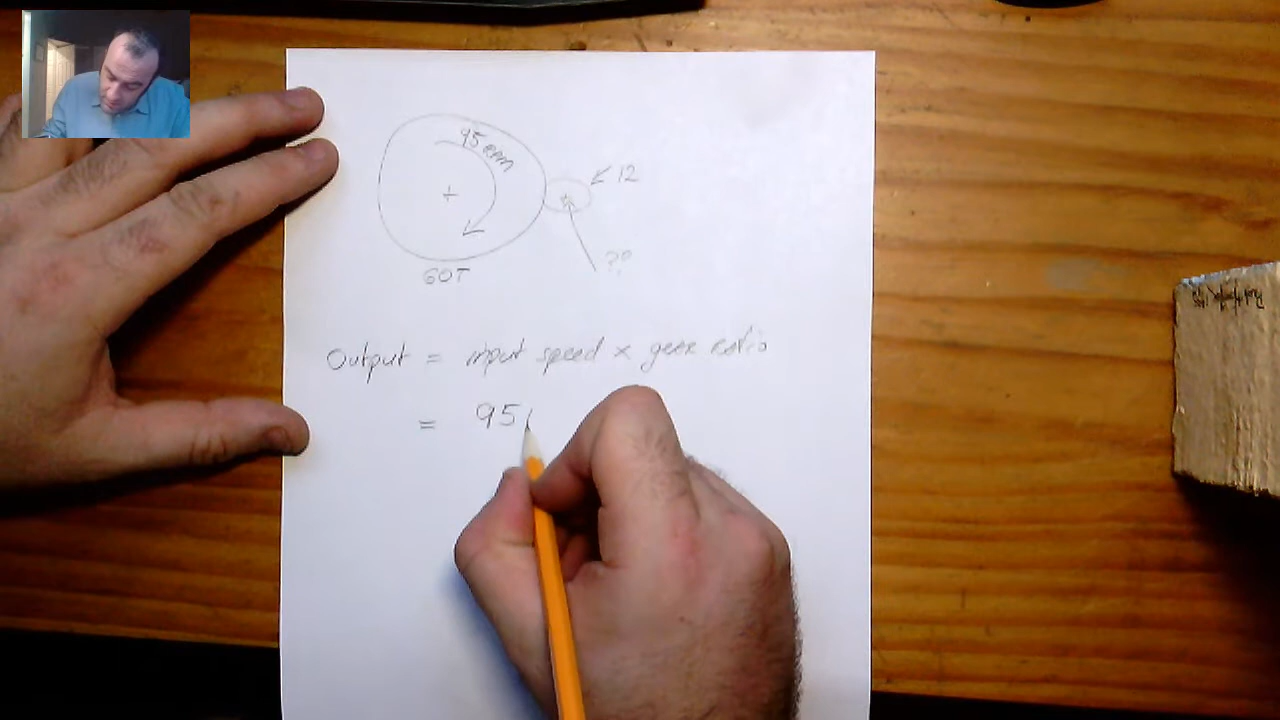 95 RPM
12
??
60T
Output = input speed x gear ratio
= 95